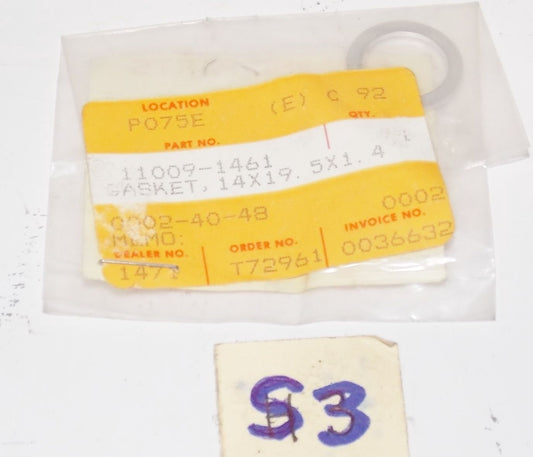 LOCATION
P075E (E) C 92
PART NO. QTY.
11009-1461 1
GASKET, 14X19. 5X1. 4
0002-40-48 0002
MEMO:
DEALER NO. ORDER NO. INVOICE NO.
1471 T72961 0036632
S 3